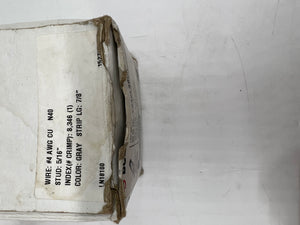 WIRE: #4 AWG CU N40
STUD: 5/16"
INDEX(# CRIMP): 8,346 (1)
COLOR: GRAY STRIP LG: 7/8"
LN18100